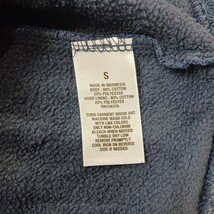 S
MADE IN INDONESIA
BODY - 80% COTTON
20% POLYESTER
HOOD LINING - 80% COTTON
20% POLYESTER
TURN GARMENT INSIDE OUT
MACHINE WASH COLD
WITH LIKE COLORS
ONLY NON-CHLORINE
BLEACH WHEN NEEDED
TUMBLE DRY LOW
REMOVE PROMPTLY
COOL IRON ON REVERSE
SIDE IF NEEDED